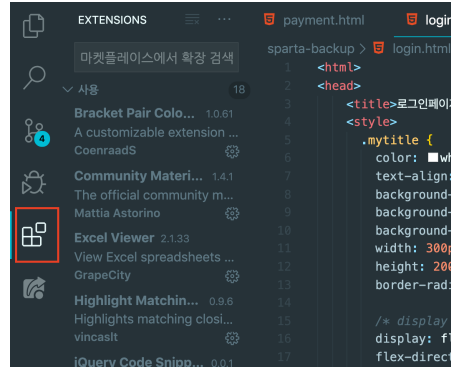 EXTENSIONS
마켓플레이스에서 확장 검색
사용 18
Bracket Pair Colo... 1.0.61
A customizable extension ...
CoenraadS
Community Materi... 1.4.1
The official community m...
Mattia Astorino
Excel Viewer 2.1.33
View Excel spreadsheets ...
GrapeCity
Highlight Matchin... 0.9.6
Highlights matching closi...
vincaslt
jQuery Code Snipp... 0.0.1
4
payment.html login
sparta-backup > login.html
1 <html>
2 <head>
3 <title>로그인페이지
4 <style>
5 .mytitle {
6 color: wh
7 text-align:
8 background-
9 background-
10 background-
11 width: 300p
12 height: 200
13 border-radi
14
15 /* display
16 display: fl
17 flex-direct